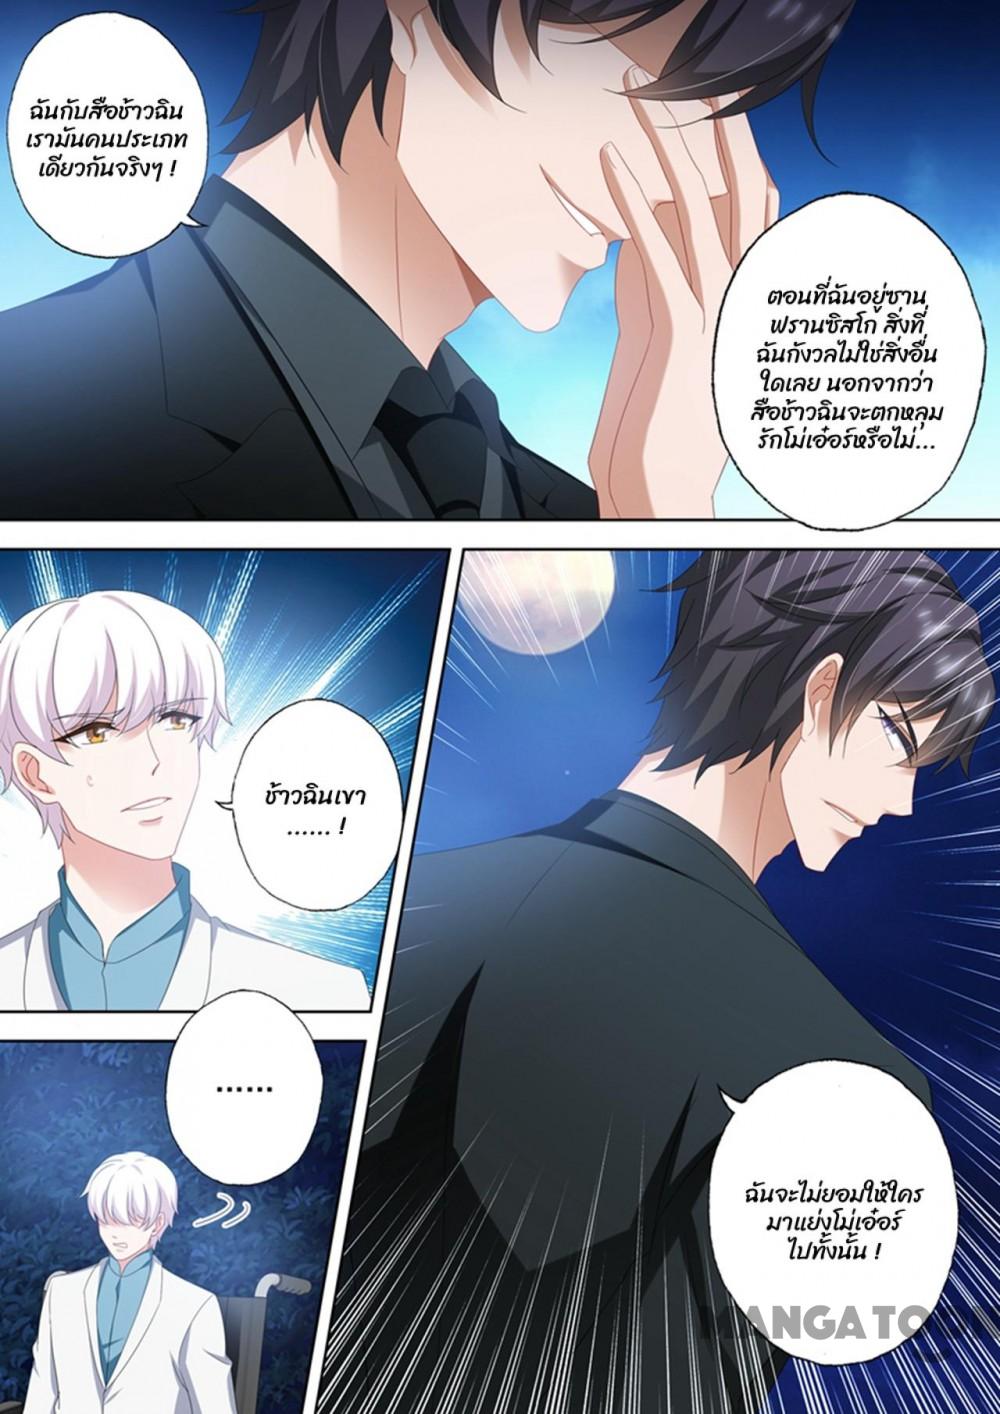 ฉันกับสือช้าวฉิน
เรามันคนประเภท
เดียวกันจริงๆ !
ตอนที่ฉันอยู่ซาน
ฟรานซิสโก สิ่งที่
ฉันกังวลไม่ใช่สิ่งอื่น
ใดเลย นอกจากว่า
สือช้าวฉินจะตกหลุม
รักโม่เอ๋อร์หรือไม่...
ช้าวฉินเขา
...... !
......
ฉันจะไม่ยอมให้ใคร
มาแย่งโม่เอ๋อร์
ไปทั้งนั้น !
MANGATOON